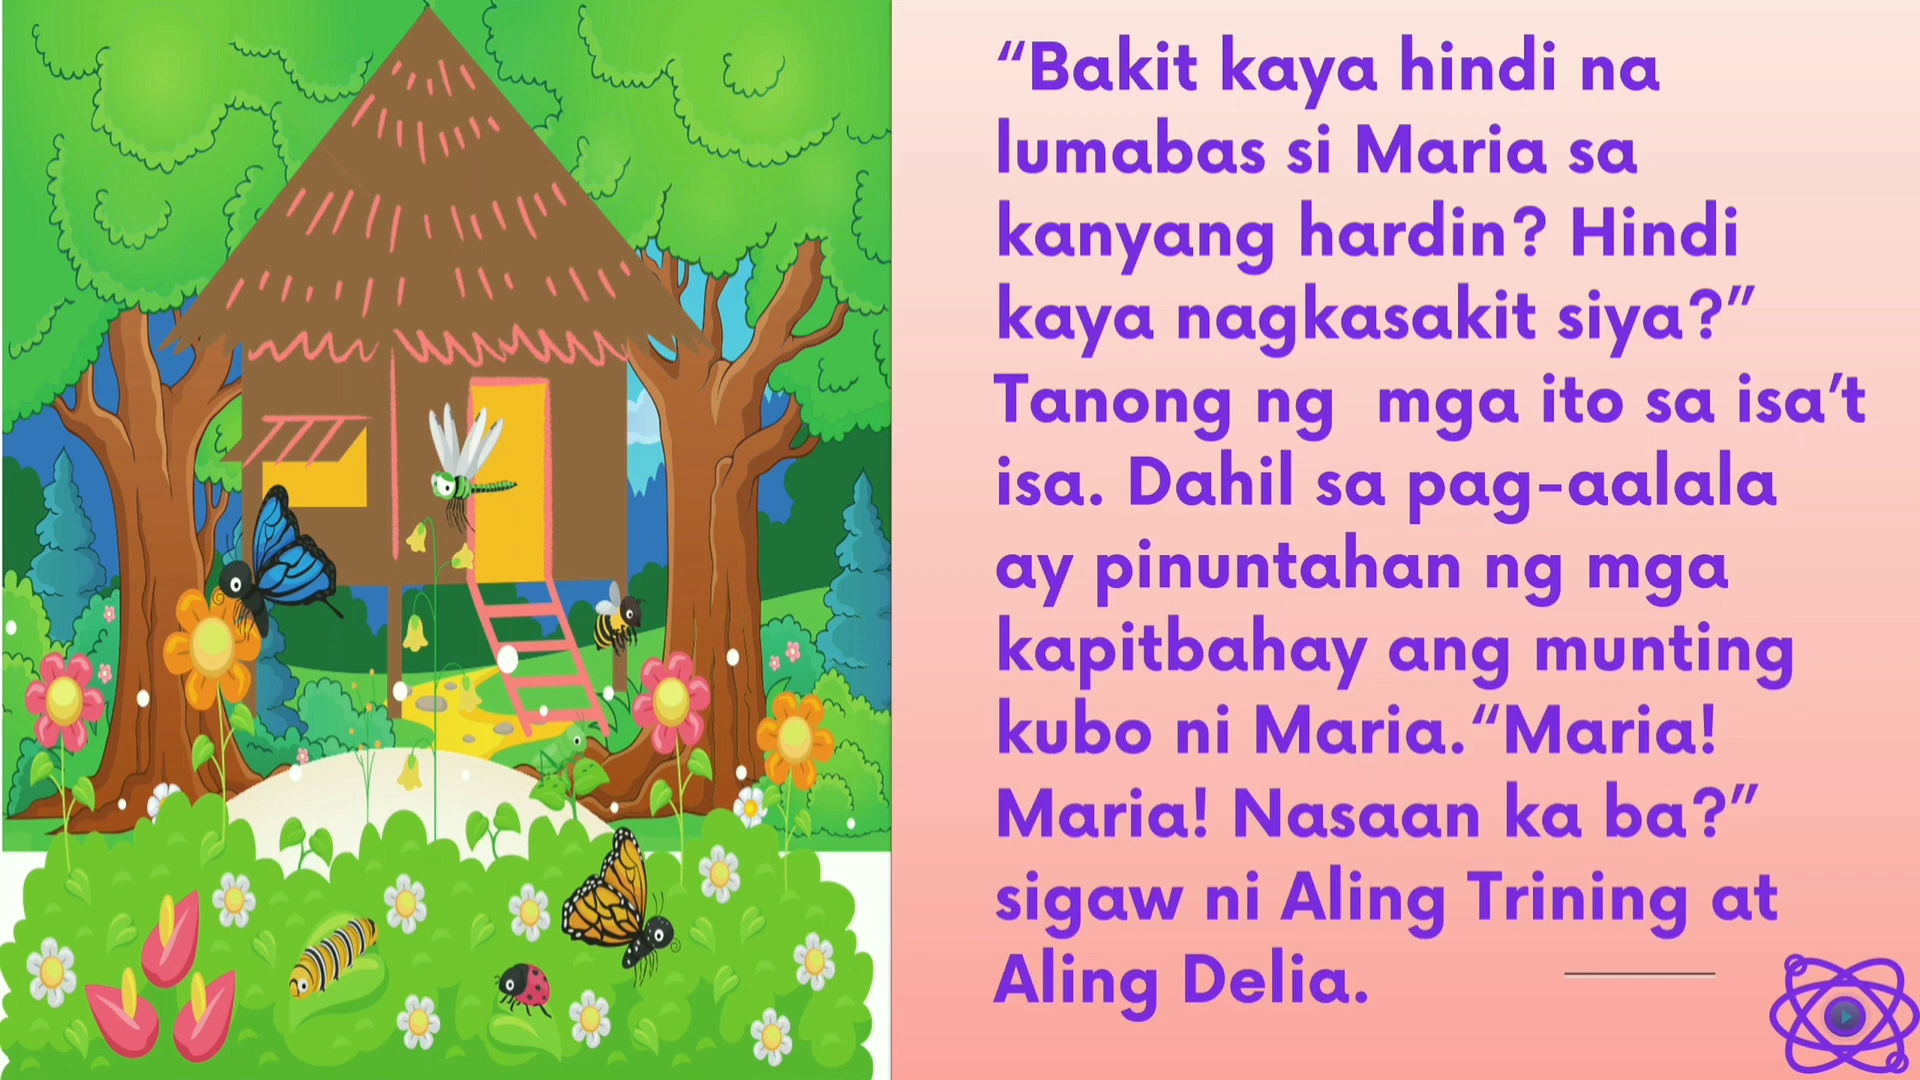 “Bakit kaya hindi na
lumabas si Maria sa
kanyang hardin? Hindi
kaya nagkasakit siya?”
Tanong ng  mga ito sa isa’t
isa. Dahil sa pag-aalala
ay pinuntahan ng mga
kapitbahay ang munting
kubo ni Maria.“Maria!
Maria! Nasaan ka ba?”
sigaw ni Aling Trining at
Aling Delia.